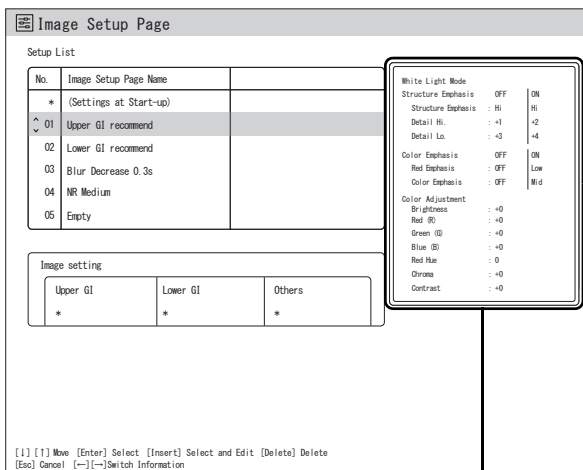 Image Setup Page
Setup List
No. Image Setup Page Name
* (Settings at Start-up)
01 Upper GI recommend
02 Lower GI recommend
03 Blur Decrease 0.3s
04 NR Medium
05 Empty
Image setting
Upper GI Lower GI Others
* * *
White Light Mode
Structure Emphasis OFF ON
Structure Emphasis : Hi Hi
Detail Hi. : +1 +2
Detail Lo. : +3 +4
Color Emphasis OFF ON
Red Emphasis : OFF Low
Color Emphasis : OFF Mid
Color Adjustment
Brightness : +0
Red (R) : +0
Green (G) : +0
Blue (B) : +0
Red Hue : 0
Chroma : +0
Contrast : +0
[↓] [↑] Move [Enter] Select [Insert] Select and Edit [Delete] Delete
[Esc] Cancel [←][→]Switch Information